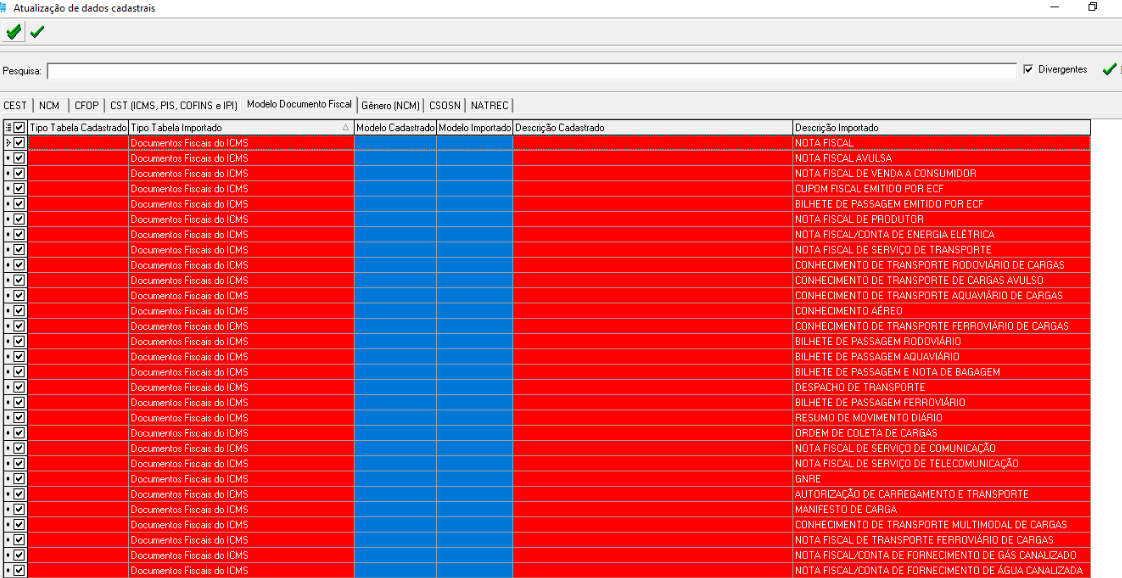 Atualização de dados cadastrais
Pesquisa:
Divergentes
CEST NCM CFOP CST (ICMS, PIS, COFINS e IPI) Modelo Documento Fiscal Gênero (NCM) CSOSN NATREC
Tipo Tabela Cadastrado Tipo Tabela Importado Modelo Cadastrado Modelo Importado Descrição Cadastrado Descrição Importado
Documentos Fiscais do ICMS NOTA FISCAL
Documentos Fiscais do ICMS NOTA FISCAL AVULSA
Documentos Fiscais do ICMS NOTA FISCAL DE VENDA A CONSUMIDOR
Documentos Fiscais do ICMS CUPOM FISCAL EMITIDO POR ECF
Documentos Fiscais do ICMS BILHETE DE PASSAGEM EMITIDO POR ECF
Documentos Fiscais do ICMS NOTA FISCAL DE PRODUTOR
Documentos Fiscais do ICMS NOTA FISCAL/CONTA DE ENERGIA ELÉTRICA
Documentos Fiscais do ICMS NOTA FISCAL DE SERVIÇO DE TRANSPORTE
Documentos Fiscais do ICMS CONHECIMENTO DE TRANSPORTE RODOVIÁRIO DE CARGAS
Documentos Fiscais do ICMS CONHECIMENTO DE TRANSPORTE DE CARGAS AVULSO
Documentos Fiscais do ICMS CONHECIMENTO DE TRANSPORTE AQUAVIÁRIO DE CARGAS
Documentos Fiscais do ICMS CONHECIMENTO AÉREO
Documentos Fiscais do ICMS CONHECIMENTO DE TRANSPORTE FERROVIÁRIO DE CARGAS
Documentos Fiscais do ICMS BILHETE DE PASSAGEM RODOVIÁRIO
Documentos Fiscais do ICMS BILHETE DE PASSAGEM AQUAVIÁRIO
Documentos Fiscais do ICMS BILHETE DE PASSAGEM E NOTA DE BAGAGEM
Documentos Fiscais do ICMS DESPACHO DE TRANSPORTE
Documentos Fiscais do ICMS BILHETE DE PASSAGEM FERROVIÁRIO
Documentos Fiscais do ICMS RESUMO DE MOVIMENTO DIÁRIO
Documentos Fiscais do ICMS ORDEM DE COLETA DE CARGAS
Documentos Fiscais do ICMS NOTA FISCAL DE SERVIÇO DE COMUNICAÇÃO
Documentos Fiscais do ICMS NOTA FISCAL DE SERVIÇO DE TELECOMUNICAÇÃO
Documentos Fiscais do ICMS GNRE
Documentos Fiscais do ICMS AUTORIZAÇÃO DE CARREGAMENTO E TRANSPORTE
Documentos Fiscais do ICMS MANIFESTO DE CARGA
Documentos Fiscais do ICMS CONHECIMENTO DE TRANSPORTE MULTIMODAL DE CARGAS
Documentos Fiscais do ICMS NOTA FISCAL DE TRANSPORTE FERROVIÁRIO DE CARGAS
Documentos Fiscais do ICMS NOTA FISCAL/CONTA DE FORNECIMENTO DE GÁS CANALIZADO
Documentos Fiscais do ICMS NOTA FISCAL/CONTA DE FORNECIMENTO DE ÁGUA CANALIZADA